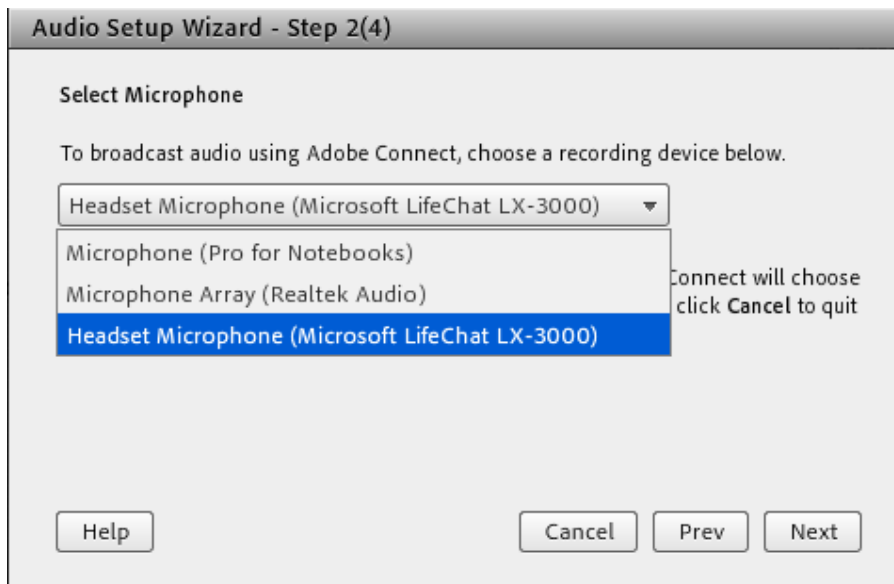 Audio Setup Wizard - Step 2(4)
Select Microphone
To broadcast audio using Adobe Connect, choose a recording device below.
Headset Microphone (Microsoft LifeChat LX-3000)
Microphone (Pro for Notebooks)
Microphone Array (Realtek Audio)
Headset Microphone (Microsoft LifeChat LX-3000)
Connect will choose
click Cancel to quit
Help
Cancel
Prev
Next